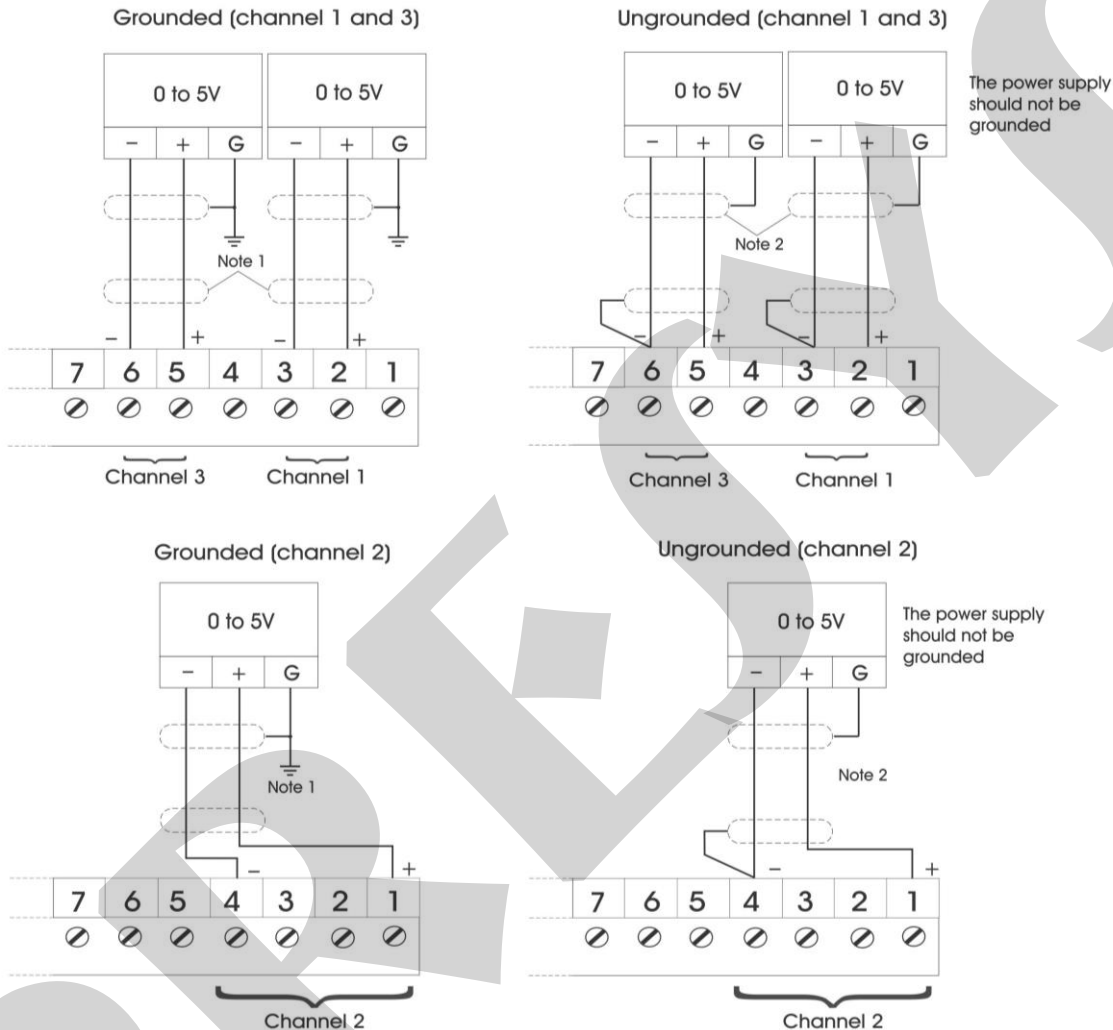 Grounded (channel 1 and 3)
0 to 5V
0 to 5V
− + G
− + G
Note 1
− + − +
7 6 5 4 3 2 1
Channel 3
Channel 1
Ungrounded (channel 1 and 3)
0 to 5V
0 to 5V
− + G
− + G
The power supply
should not be
grounded
Note 2
− + − +
7 6 5 4 3 2 1
Channel 3
Channel 1
Grounded (channel 2)
0 to 5V
− + G
Note 1
− +
7 6 5 4 3 2 1
Channel 2
Ungrounded (channel 2)
0 to 5V
− + G
The power supply
should not be
grounded
Note 2
− +
7 6 5 4 3 2 1
Channel 2
PRESYS